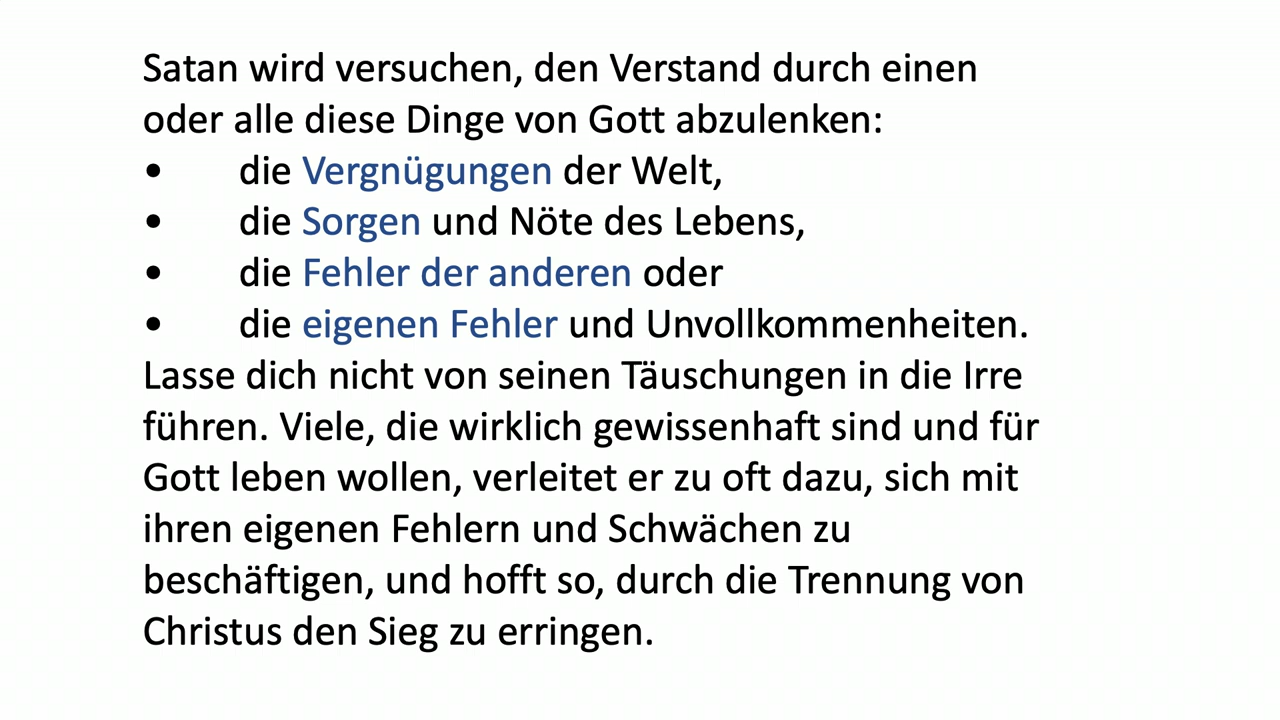 Satan wird versuchen, den Verstand durch einen
oder alle diese Dinge von Gott abzulenken:
• die Vergnügungen der Welt,
• die Sorgen und Nöte des Lebens,
• die Fehler der anderen oder
• die eigenen Fehler und Unvollkommenheiten.
Lasse dich nicht von seinen Täuschungen in die Irre
führen. Viele, die wirklich gewissenhaft sind und für
Gott leben wollen, verleitet er zu oft dazu, sich mit
ihren eigenen Fehlern und Schwächen zu
beschäftigen, und hofft so, durch die Trennung von
Christus den Sieg zu erringen.